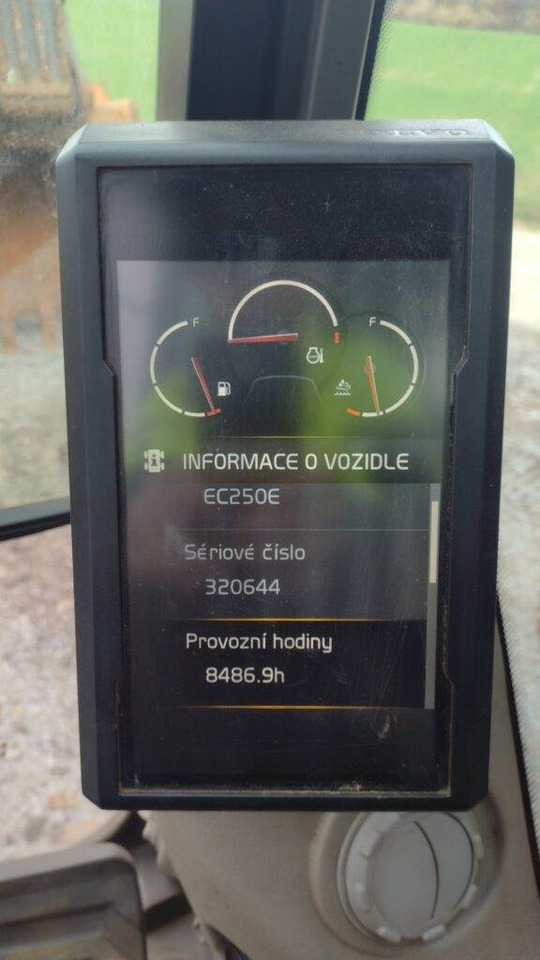 F
F
INFORMACE O VOZIDLE
EC250E
Sériové číslo
320644
Provozní hodiny
8486.9h